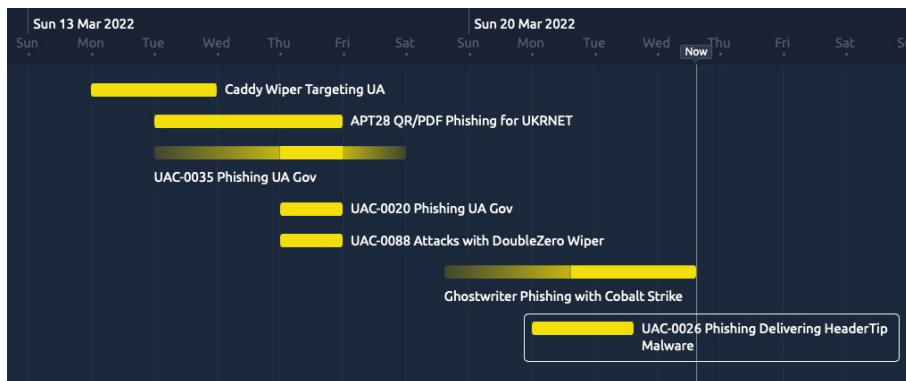 Sun 13 Mar 2022
Sun 20 Mar 2022
Sun Mon Tue Wed Thu Fri Sat Sun Mon Tue Wed Thu Fri Sat S
Now
Caddy Wiper Targeting UA
APT28 QR/PDF Phishing for UKRNET
UAC-0035 Phishing UA Gov
UAC-0020 Phishing UA Gov
UAC-0088 Attacks with DoubleZero Wiper
Ghostwriter Phishing with Cobalt Strike
UAC-0026 Phishing Delivering HeaderTip
Malware